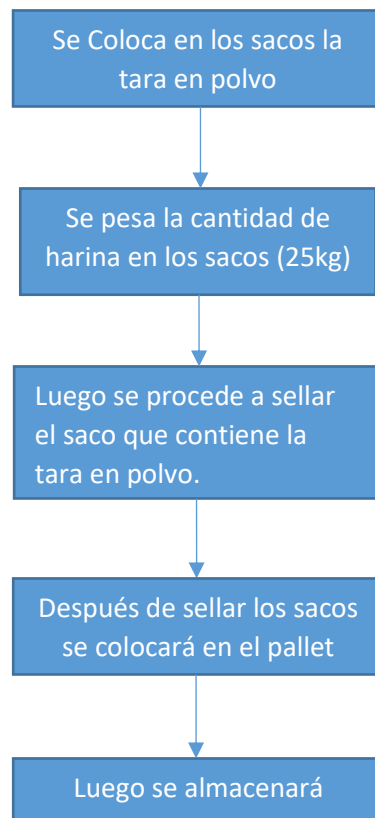 Se Coloca en los sacos la
tara en polvo
Se pesa la cantidad de
harina en los sacos (25kg)
Luego se procede a sellar
el saco que contiene la
tara en polvo.
Después de sellar los sacos
se colocará en el pallet
Luego se almacenará